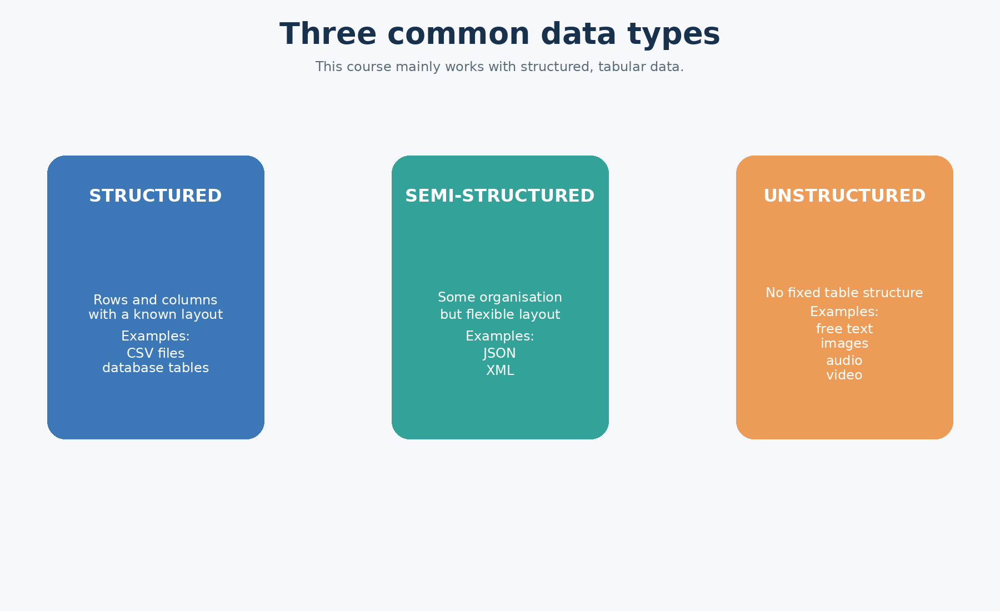 Three common data types
This course mainly works with structured, tabular data.
STRUCTURED
Rows and columns
with a known layout
Examples:
CSV files
database tables
SEMI-STRUCTURED
Some organisation
but flexible layout
Examples:
JSON
XML
UNSTRUCTURED
No fixed table structure
Examples:
free text
images
audio
video